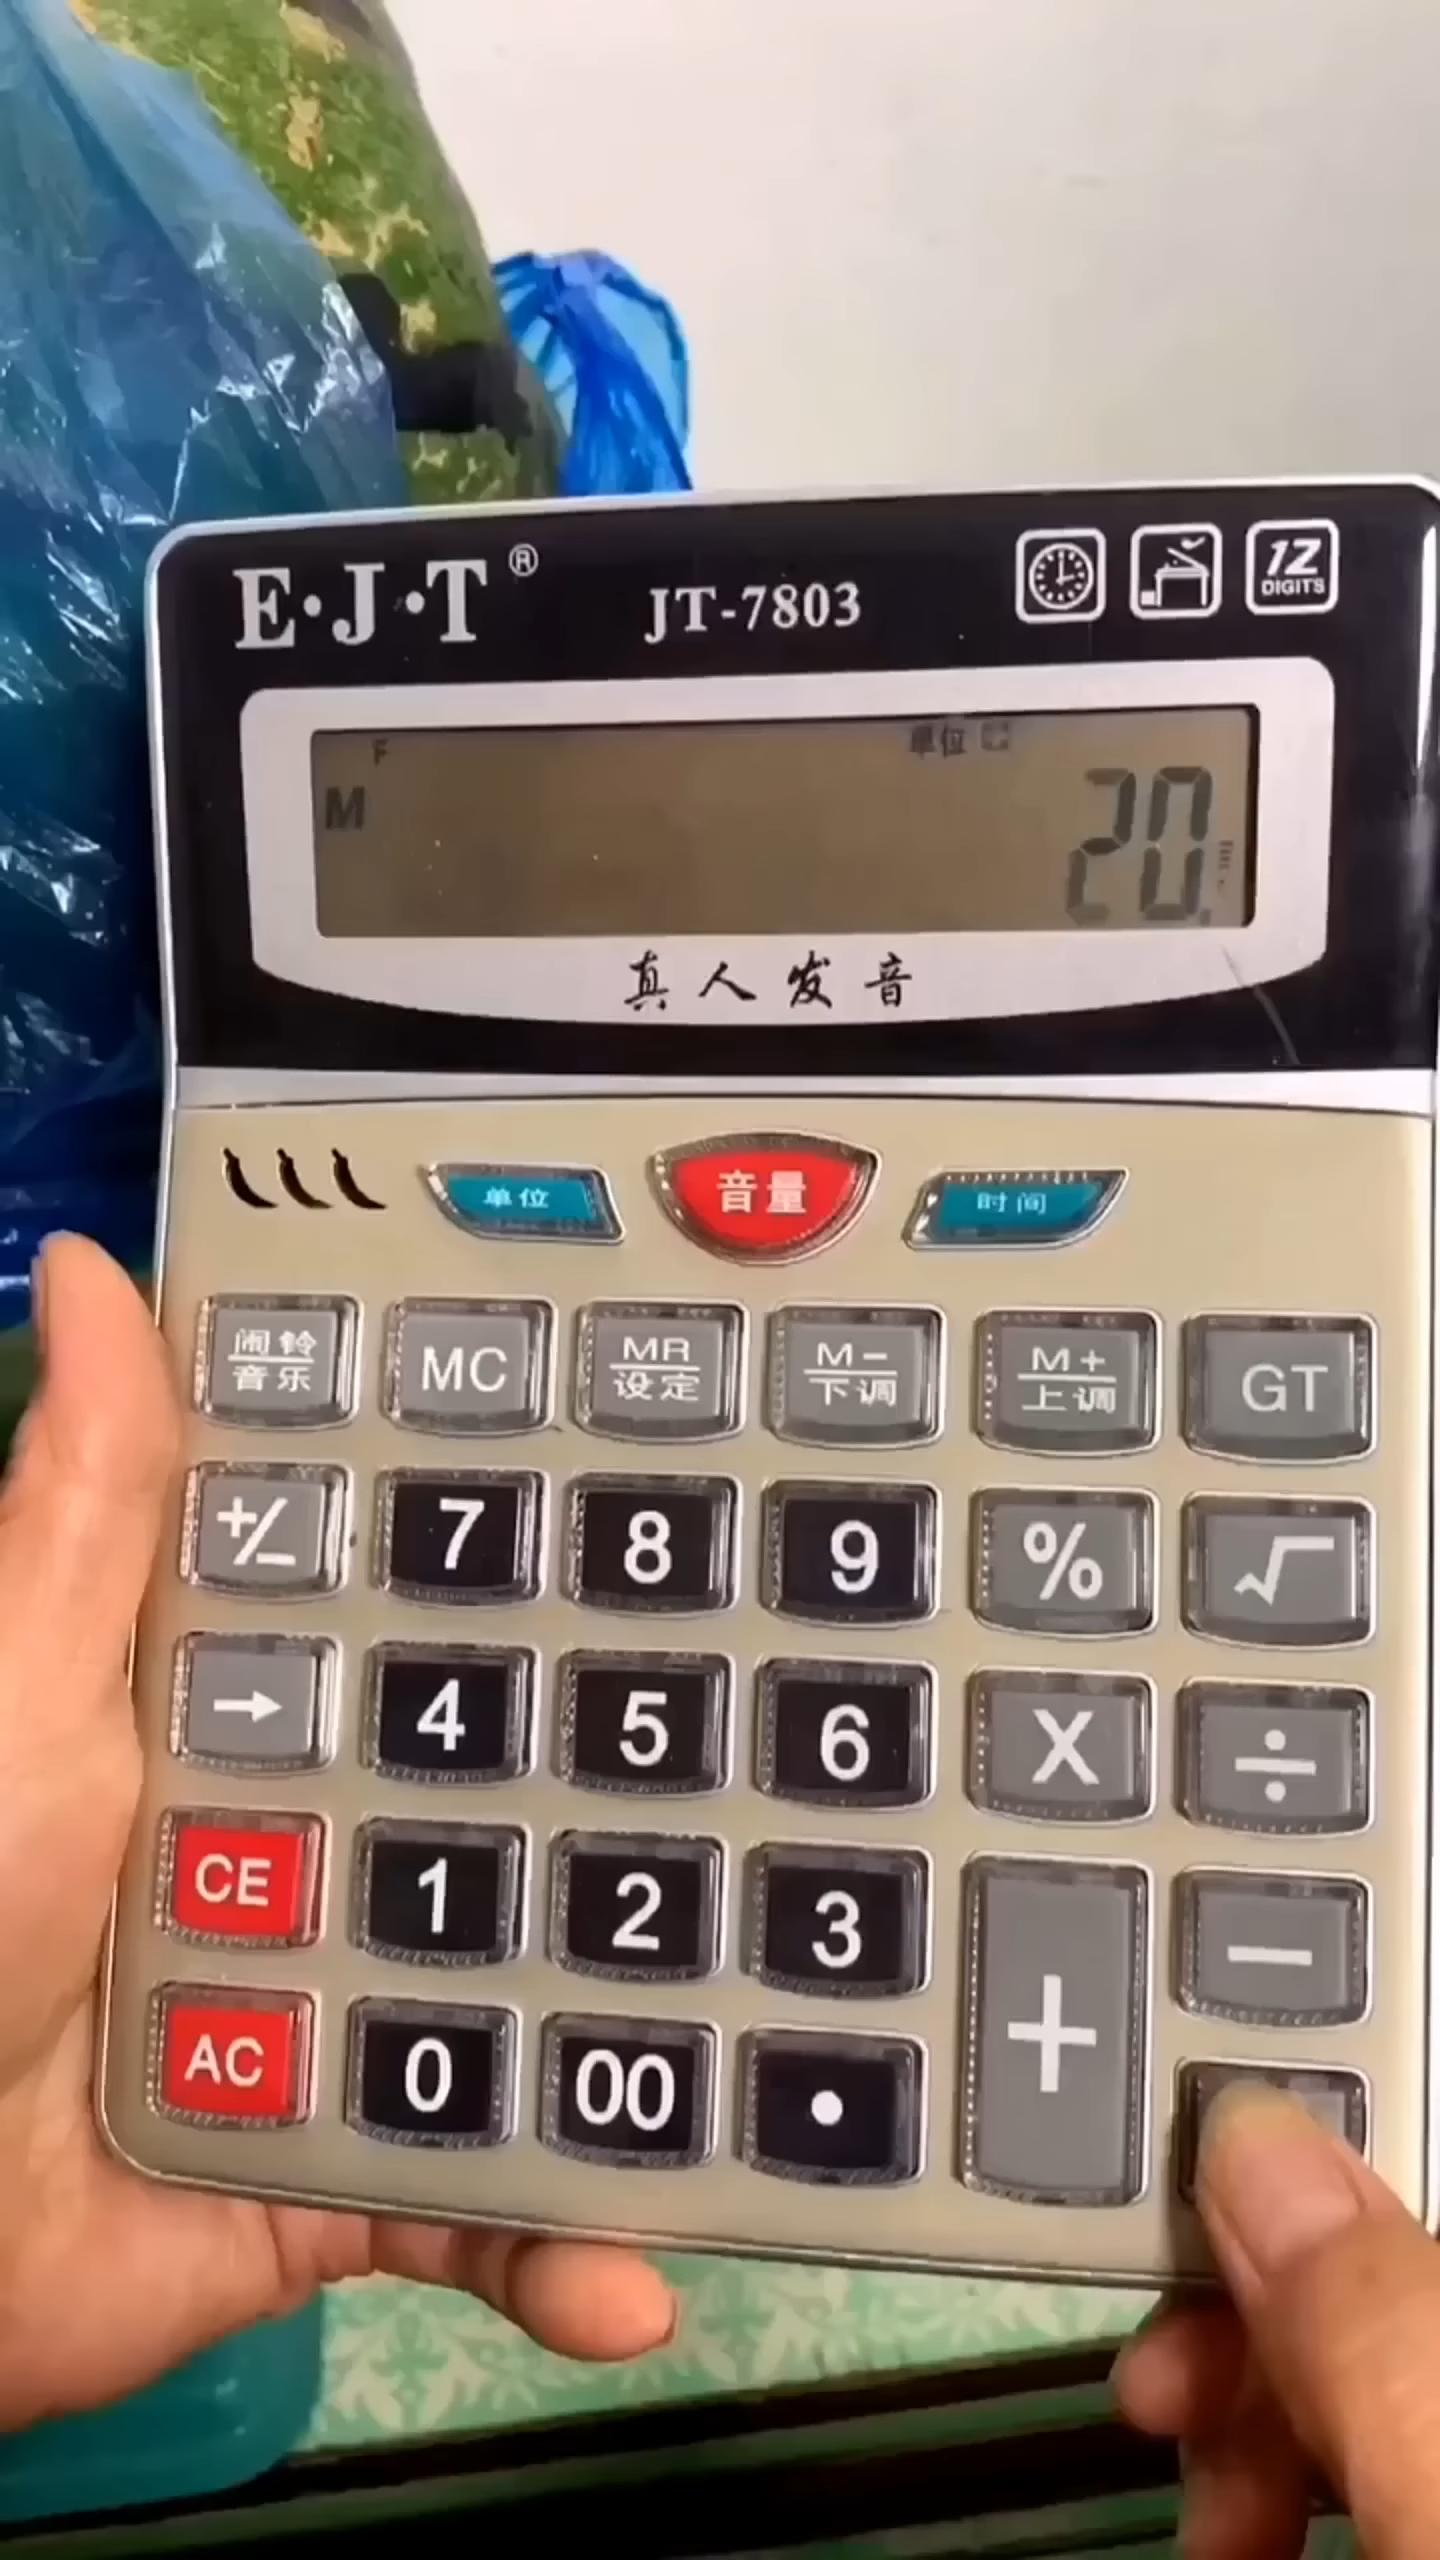 E·J·T®
JT-7803
12
DIGITS
F
单位
M
20.
真人发音
单位
音量
时间
闹铃
音乐
MC
MR
设定
M-
下调
M+
上调
GT
+/-
7
8
9
%
√
→
4
5
6
X
÷
CE
1
2
3
+
-
AC
0
00
.